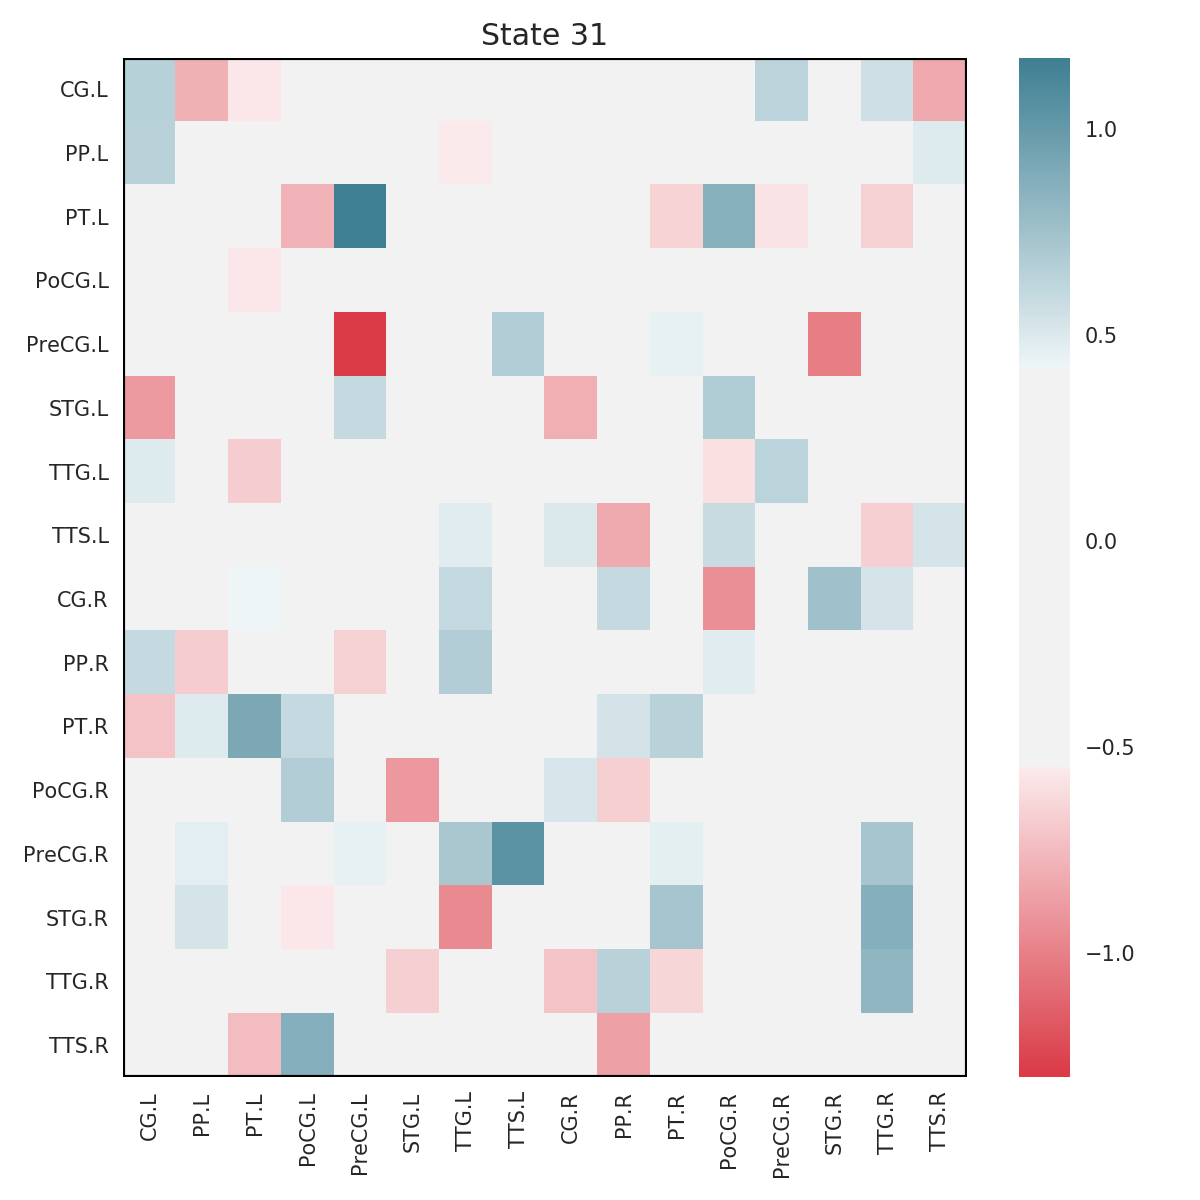 State 31
CG.L
PP.L
PT.L
PoCG.L
PreCG.L
STG.L
TTG.L
TTS.L
CG.R
PP.R
PT.R
PoCG.R
PreCG.R
STG.R
TTG.R
TTS.R
CG.L
PP.L
PT.L
PoCG.L
PreCG.L
STG.L
TTG.L
TTS.L
CG.R
PP.R
PT.R
PoCG.R
PreCG.R
STG.R
TTG.R
TTS.R
1.0
0.5
0.0
−0.5
−1.0